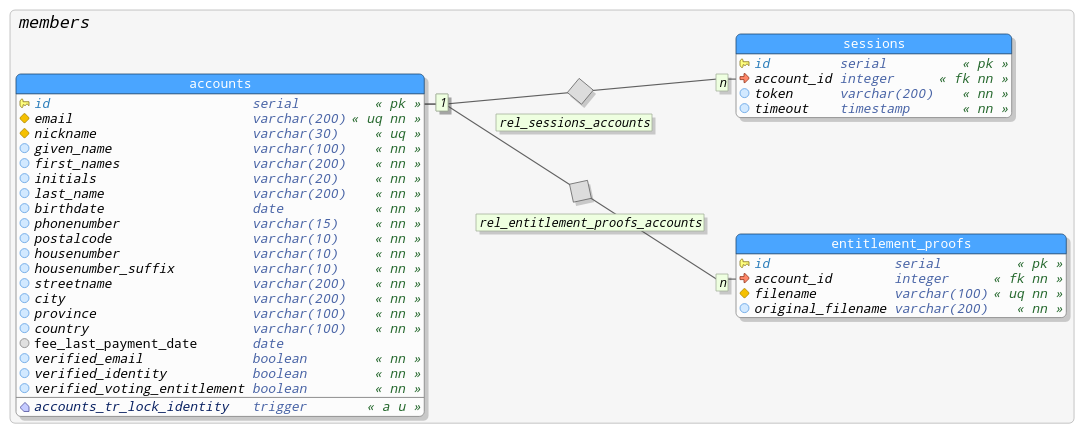 members
accounts
id serial « pk »
email varchar(200) « uq nn »
nickname varchar(30) « uq »
given_name varchar(100) « nn »
first_names varchar(200) « nn »
initials varchar(20) « nn »
last_name varchar(200) « nn »
birthdate date « nn »
phonenumber varchar(15) « nn »
postalcode varchar(10) « nn »
housenumber varchar(10) « nn »
housenumber_suffix varchar(10) « nn »
streetname varchar(200) « nn »
city varchar(200) « nn »
province varchar(100) « nn »
country varchar(100) « nn »
fee_last_payment_date date
verified_email boolean « nn »
verified_identity boolean « nn »
verified_voting_entitlement boolean « nn »
accounts_tr_lock_identity trigger « a u »
1
n
rel_sessions_accounts
sessions
id serial « pk »
account_id integer « fk nn »
token varchar(200) « nn »
timeout timestamp « nn »
rel_entitlement_proofs_accounts
n
entitlement_proofs
id serial « pk »
account_id integer « fk nn »
filename varchar(100) « uq nn »
original_filename varchar(200) « nn »